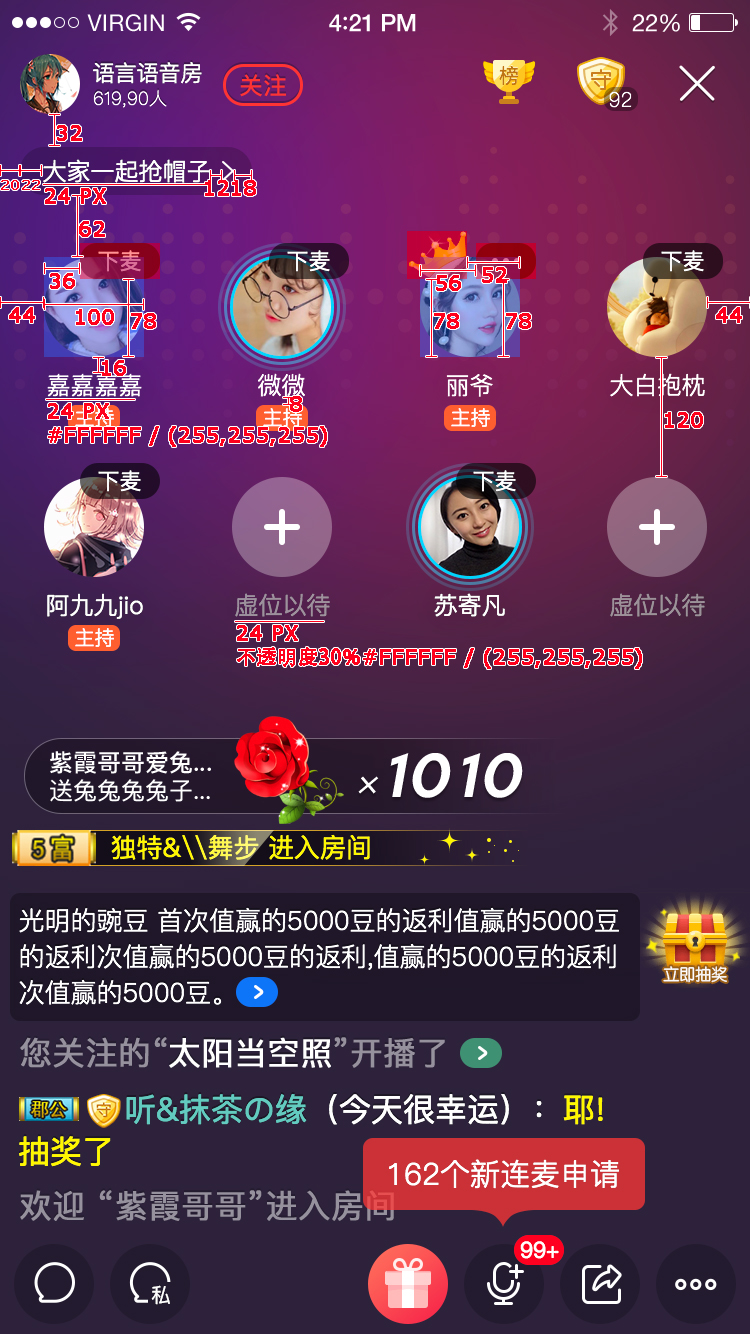 VIRGIN 4:21 PM 22%
语言语音房 关注 榜 守 92
619,90人
32
大家一起抢帽子
2022 24 PX 1218
62
下麦 下麦 下麦
36 56 52
44 100 78 78 78 44
16
嘉嘉嘉嘉 微微 丽爷 大白抱枕
24 PX 8
主持 主持 主持 120
#FFFFFF / (255,255,255)
下麦 下麦
阿九九jio 虚位以待 苏寄凡 虚位以待
主持 24 PX
不透明度30%#FFFFFF / (255,255,255)
紫霞哥哥爱兔...
送兔兔兔兔子... ×1010
5富 独特&\\舞步 进入房间
光明的豌豆 首次值赢的5000豆的返利值赢的5000豆
的返利次值赢的5000豆的返利,值赢的5000豆的返利
次值赢的5000豆。
立即抽奖
您关注的“太阳当空照”开播了
郡公 守 听&抹茶の缘（今天很幸运）：耶!
抽奖了
162个新连麦申请
欢迎 “紫霞哥哥”进入房间
99+
私